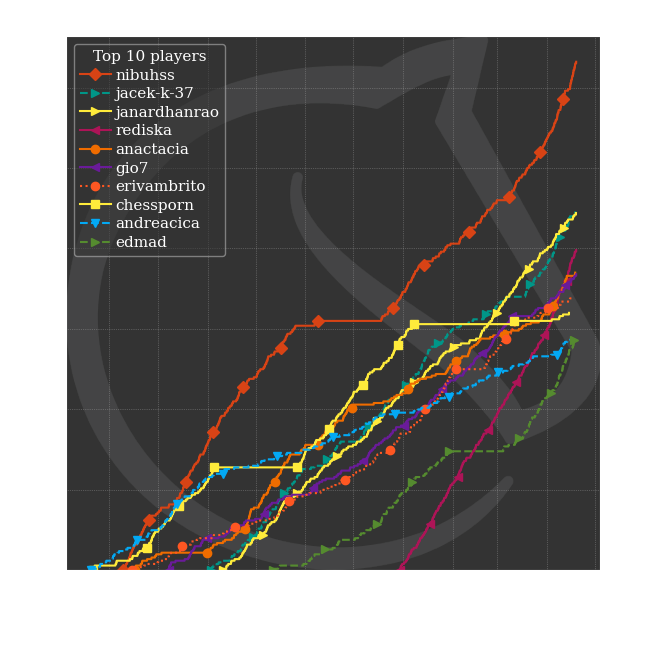 Top 10 players
nibuhss
jacek-k-37
janardhanrao
rediska
anactacia
gio7
erivambrito
chessporn
andreacica
edmad